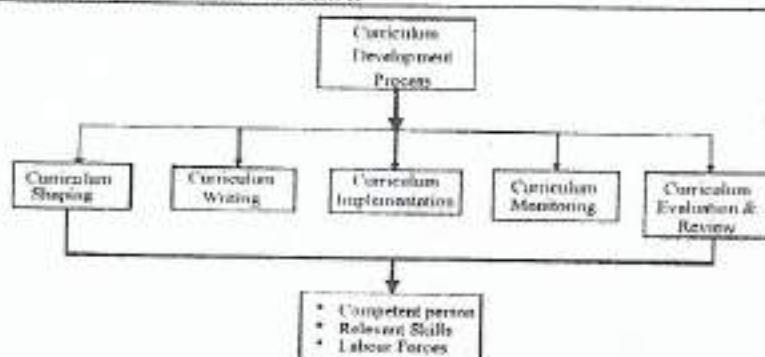 Curriculum
Development
Process
Curriculum
Shaping
Curriculum
Writing
Curriculum
Implementation
Curriculum
Monitoring
Curriculum
Evaluation &
Review
* Competent person
* Relevant Skills
* Labour Forces